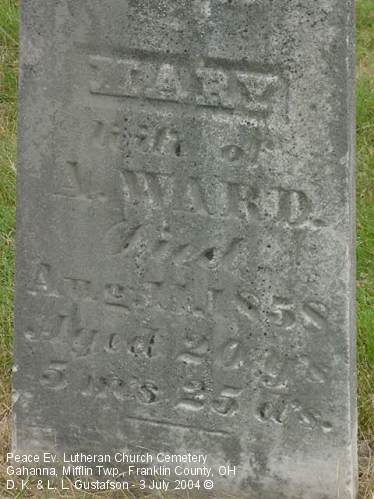 MARY
Wife of
A. WARD.
Died
Aug. 1858
Aged 20 ys
5 ms 25 ds.
Peace Ev. Lutheran Church Cemetery
Gahanna, Mifflin Twp., Franklin County, OH
D. K. & L. L. Gustafson - 3 July 2004 ©